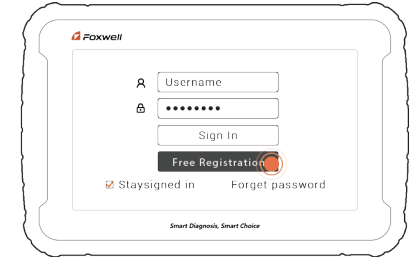 FOXWELL
Username
••••••••
Sign In
Free Registration
Staysigned in Forget password
Smart Diagnosis, Smart Choice